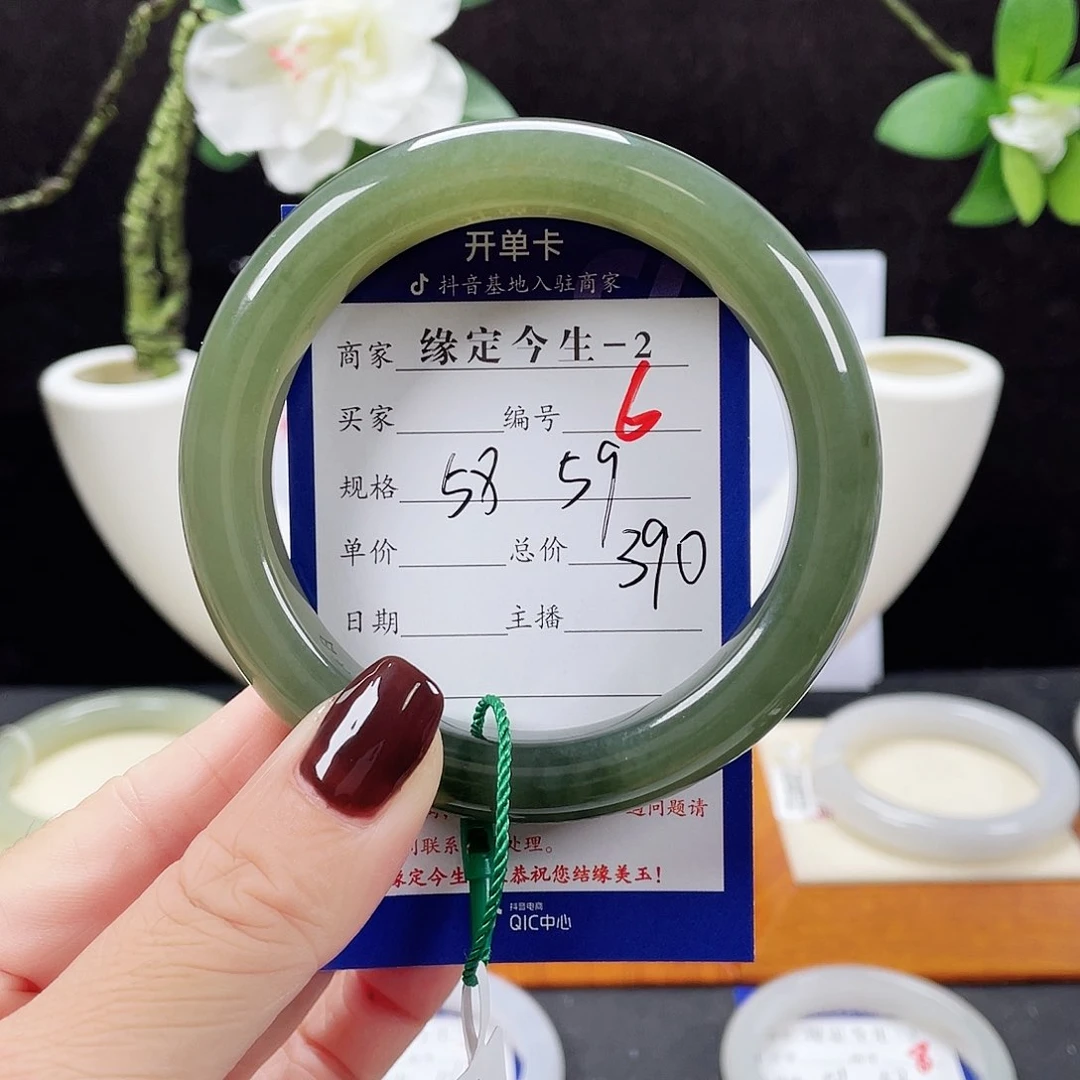 开单卡
抖音基地入驻商家
商家 缘定今生-2
买家 编号 6
规格 58 59
单价 总价 390
日期 主播
问题请
联系 处理。
定今生 恭祝您结缘美玉!
抖音电商
QIC中心